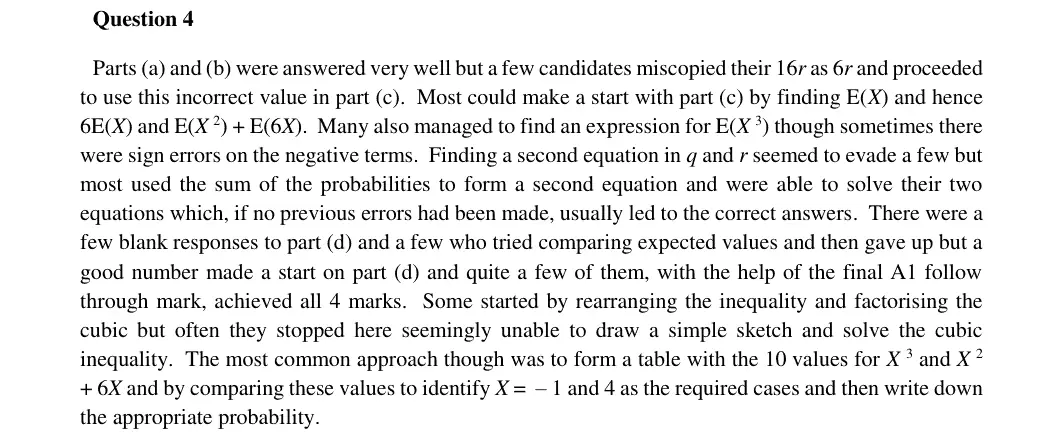 Question 4
Parts (a) and (b) were answered very well but a few candidates miscopied their 16r as 6r and proceeded
to use this incorrect value in part (c). Most could make a start with part (c) by finding E(X) and hence
6E(X) and E(X ²) + E(6X). Many also managed to find an expression for E(X ³) though sometimes there
were sign errors on the negative terms. Finding a second equation in q and r seemed to evade a few but
most used the sum of the probabilities to form a second equation and were able to solve their two
equations which, if no previous errors had been made, usually led to the correct answers. There were a
few blank responses to part (d) and a few who tried comparing expected values and then gave up but a
good number made a start on part (d) and quite a few of them, with the help of the final A1 follow
through mark, achieved all 4 marks. Some started by rearranging the inequality and factorising the
cubic but often they stopped here seemingly unable to draw a simple sketch and solve the cubic
inequality. The most common approach though was to form a table with the 10 values for X ³ and X ²
+ 6X and by comparing these values to identify X = – 1 and 4 as the required cases and then write down
the appropriate probability.